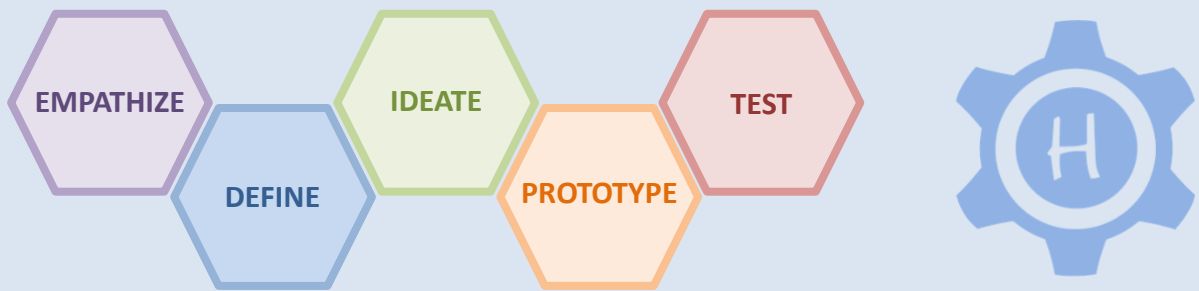 EMPATHIZE
DEFINE
IDEATE
PROTOTYPE
TEST
H